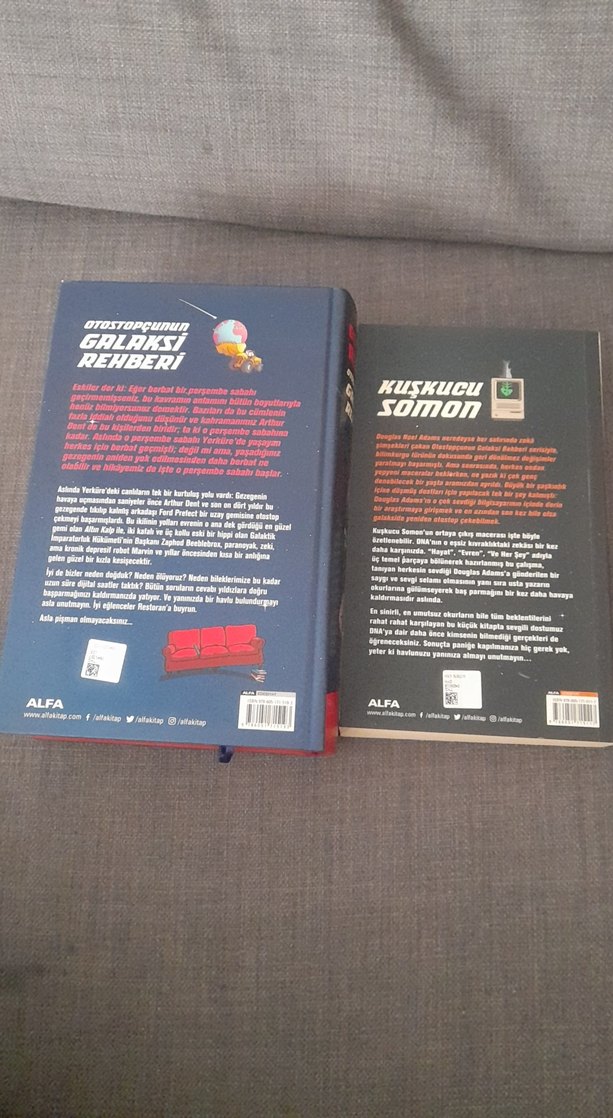 OTOSTOPÇUNUN
GALAKSİ
REHBERİ
Eskiler der ki: Eğer berbat bir perşembe sabahı
geçirmemişseniz, bu kavramın anlamını bütün boyutlarıyla
henüz bilmiyorsunuz demektir. Bazıları da bu cümlenin
fazla iddialı olduğunu düşünür ve kahramanımız Arthur
Dent de bu kişilerden biridir; ta ki o perşembe sabahına
kadar. Aslında o perşembe sabahı Yerküre'de yaşayan
herkes için berbat geçmişti; değil mi ama, yaşadığınız
gezegenin aniden yok edilmesinden daha berbat ne
olabilir ve hikâyemiz de işte o perşembe sabahı başlar.
Aslında Yerküre'deki canlıların tek bir kurtuluş yolu vardı: Gezegenin
havaya uçmasından saniyeler önce Arthur Dent ve son on dört yıldır bu
gezegende tıkılıp kalmış arkadaşı Ford Prefect bir uzay gemisine otostop
çekmeyi başarmışlardı. Bu ikilinin yolları evrenin o ana dek gördüğü en güzel
gemi olan Altın Kalp ile, iki kafalı ve üç kollu eski bir hippi olan Galaktik
İmparatorluk Hükümeti'nin Başkanı Zaphod Beeblebrox, paranoyak, zeki,
ama kronik depresif robot Marvin ve yıllar öncesinden kısa bir anlığına
gelen güzel bir kızla kesişecektir.
İyi de bizler neden doğduk? Neden ölüyoruz? Neden bileklerimize bu kadar
uzun süre dijital saatler taktık? Bütün soruların cevabı yıldızlara doğru
başparmağınızı kaldırmanızda yatıyor. Ve yanınızda bir havlu bulundurmayı
asla unutmayın. İyi eğlenceler Restoran'a buyrun.
Asla pişman olmayacaksınız...
ALFA
www.alfakitap.com /alfakitap /alfakitap /alfakitap
ALFA
KUŞKUCU
SOMON
Douglas Noel Adams neredeyse her satırında zekâ
şimşekleri çakan Otostopçunun Galaksi Rehberi serisiyle,
bilimkurgu türünün dokusunda geri dönülmez değişimler
yaratmayı başarmıştı. Ama sonrasında, herkes ondan
yepyeni maceralar beklerken, ne yazık ki çok genç
denebilecek bir yaşta aramızdan ayrıldı. Düşük bir çaşkınlığın
içine düşmüş dostları için yapılacak tek bir şey kalmıştı:
Douglas Adams'ın o çok sevdiği bilgisayarının içinde derin
bir araştırmaya girişmek ve en azından son kez bile olsa
galakside yeniden otostop çekebilmek.
Kuşkucu Somon'un ortaya çıkış macerası işte böyle
özetlenebilir. DNA'nın o eşsiz kıvraklıktaki zekâsı bir kez
daha karşınızda. "Hayat", "Evren", "Ve Her Şey" adıyla
üç temel parçaya bölünerek hazırlanmış bu çalışma,
tanıyan herkesin sevdiği Douglas Adams'a gönderilen bir
saygı ve sevgi selamı olmasının yanı sıra usta yazarın
okurlarına gülümseyerek baş parmağını bir kez daha havaya
kaldırmasıdır aslında.
En sinirli, en umutsuz okurların bile tüm beklentilerini
rahat rahat karşılayan bu küçük kitapta sevgili dostumuz
DNA'ya dair daha önce kimsenin bilmediği gerçekleri de
öğreneceksiniz. Sonuçta paniğe kapılmanıza hiç gerek yok,
yeter ki havlunuzu yanınıza almayı unutmayın...
ALFA
www.alfakitap.com /alfakitap /alfakitap /alfakitap
ALFA